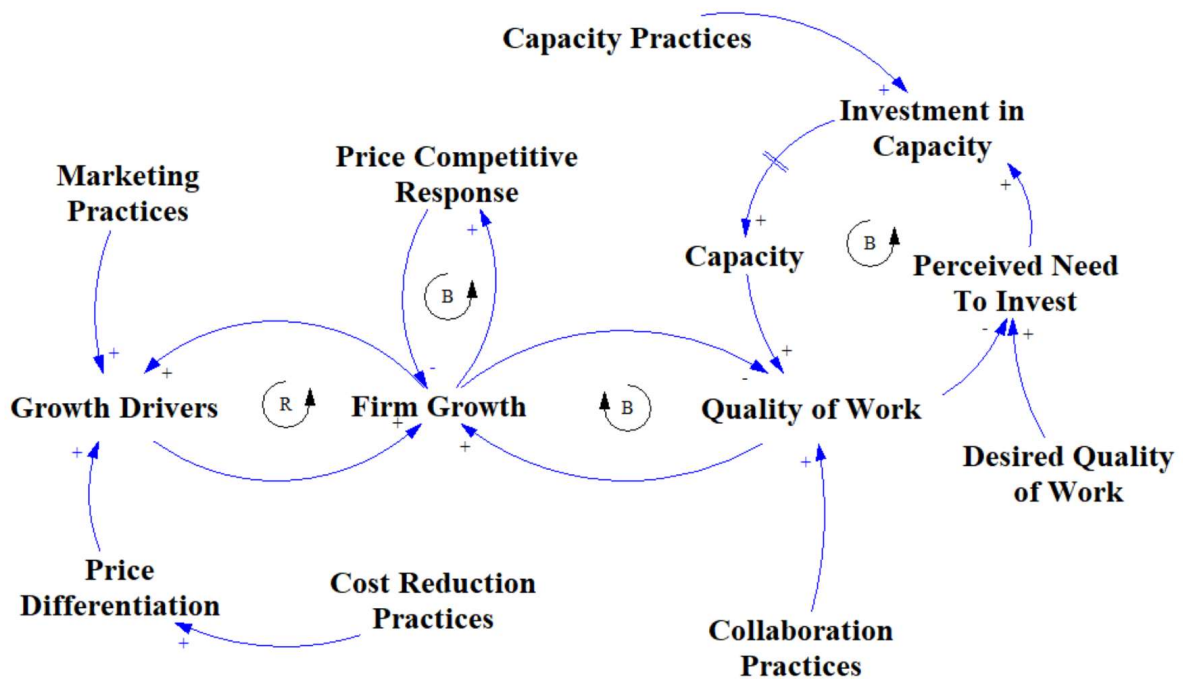 Capacity Practices
+
Investment in
Capacity
Price Competitive
Response
Marketing
Practices
+
+
+
B
Capacity
Perceived Need
To Invest
B
-
+
+
+
-
+
-
Growth Drivers
R
Firm Growth
B
Quality of Work
+
+
+
+
Desired Quality
of Work
Price
Differentiation
Cost Reduction
Practices
+
Collaboration
Practices